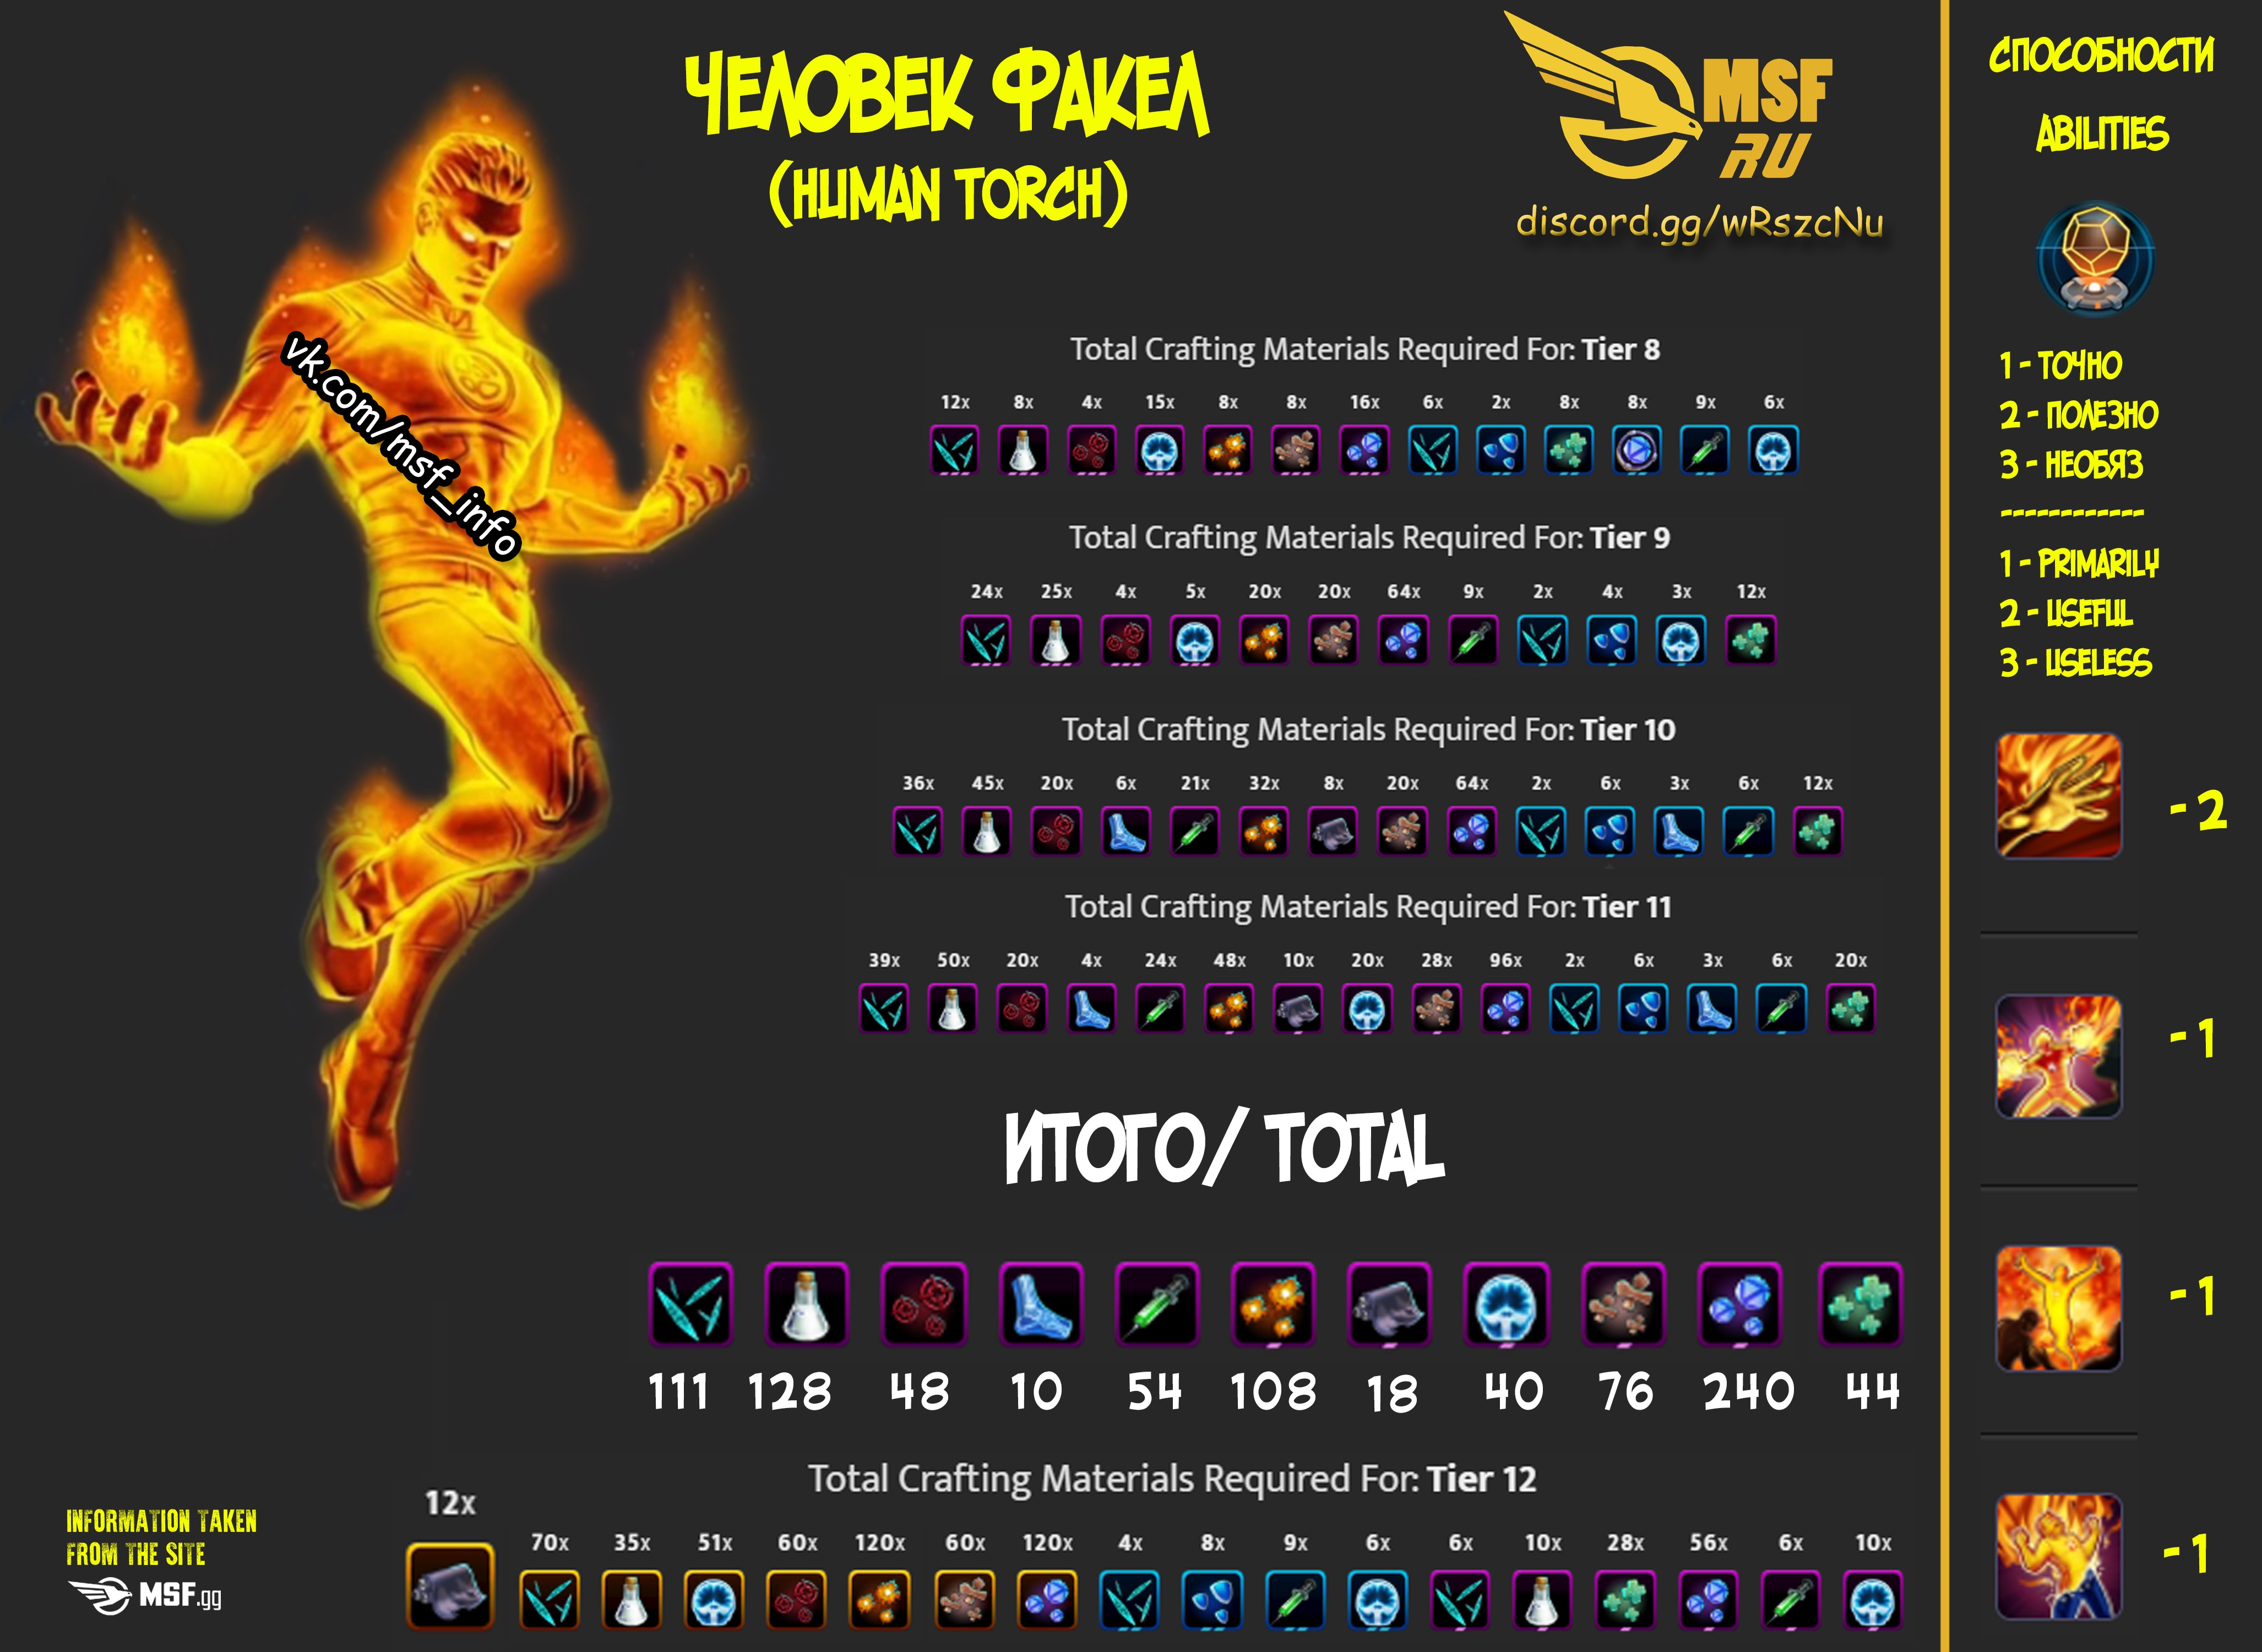 ЧЕЛОВЕК ФАКЕЛ
(HUMAN TORCH)
MSF
RU
discord.gg/wRszcNu
vk.com/msf_info
Total Crafting Materials Required For: Tier 8
12x 8x 4x 15x 8x 8x 16x 6x 2x 8x 8x 9x 6x
Total Crafting Materials Required For: Tier 9
24x 25x 4x 5x 20x 20x 64x 9x 2x 4x 3x 12x
Total Crafting Materials Required For: Tier 10
36x 45x 20x 6x 21x 32x 8x 20x 64x 2x 6x 3x 6x 12x
Total Crafting Materials Required For: Tier 11
39x 50x 20x 4x 24x 48x 10x 20x 28x 96x 2x 6x 3x 6x 20x
ИТОГО/ TOTAL
111 128 48 10 54 108 18 40 76 240 44
Total Crafting Materials Required For: Tier 12
12x
70x 35x 51x 60x 120x 60x 120x 4x 8x 9x 6x 6x 10x 28x 56x 6x 10x
INFORMATION TAKEN
FROM THE SITE
MSF.gg
СПОСОБНОСТИ
ABILITIES
1 - ТОЧНО
2 - ПОЛЕЗНО
3 - НЕОБЯЗ
------------
1 - PRIMARILY
2 - USEFUL
3 - USELESS
- 2
- 1
- 1
- 1